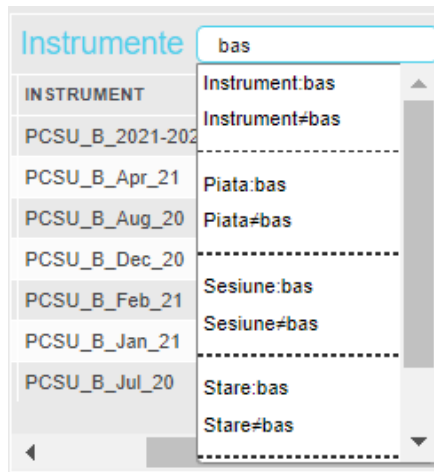 Instrumente bas
INSTRUMENT
PCSU_B_2021-202
PCSU_B_Apr_21
PCSU_B_Aug_20
PCSU_B_Dec_20
PCSU_B_Feb_21
PCSU_B_Jan_21
PCSU_B_Jul_20
Instrument:bas
Instrument≠bas
Piata:bas
Piata≠bas
Sesiune:bas
Sesiune≠bas
Stare:bas
Stare≠bas